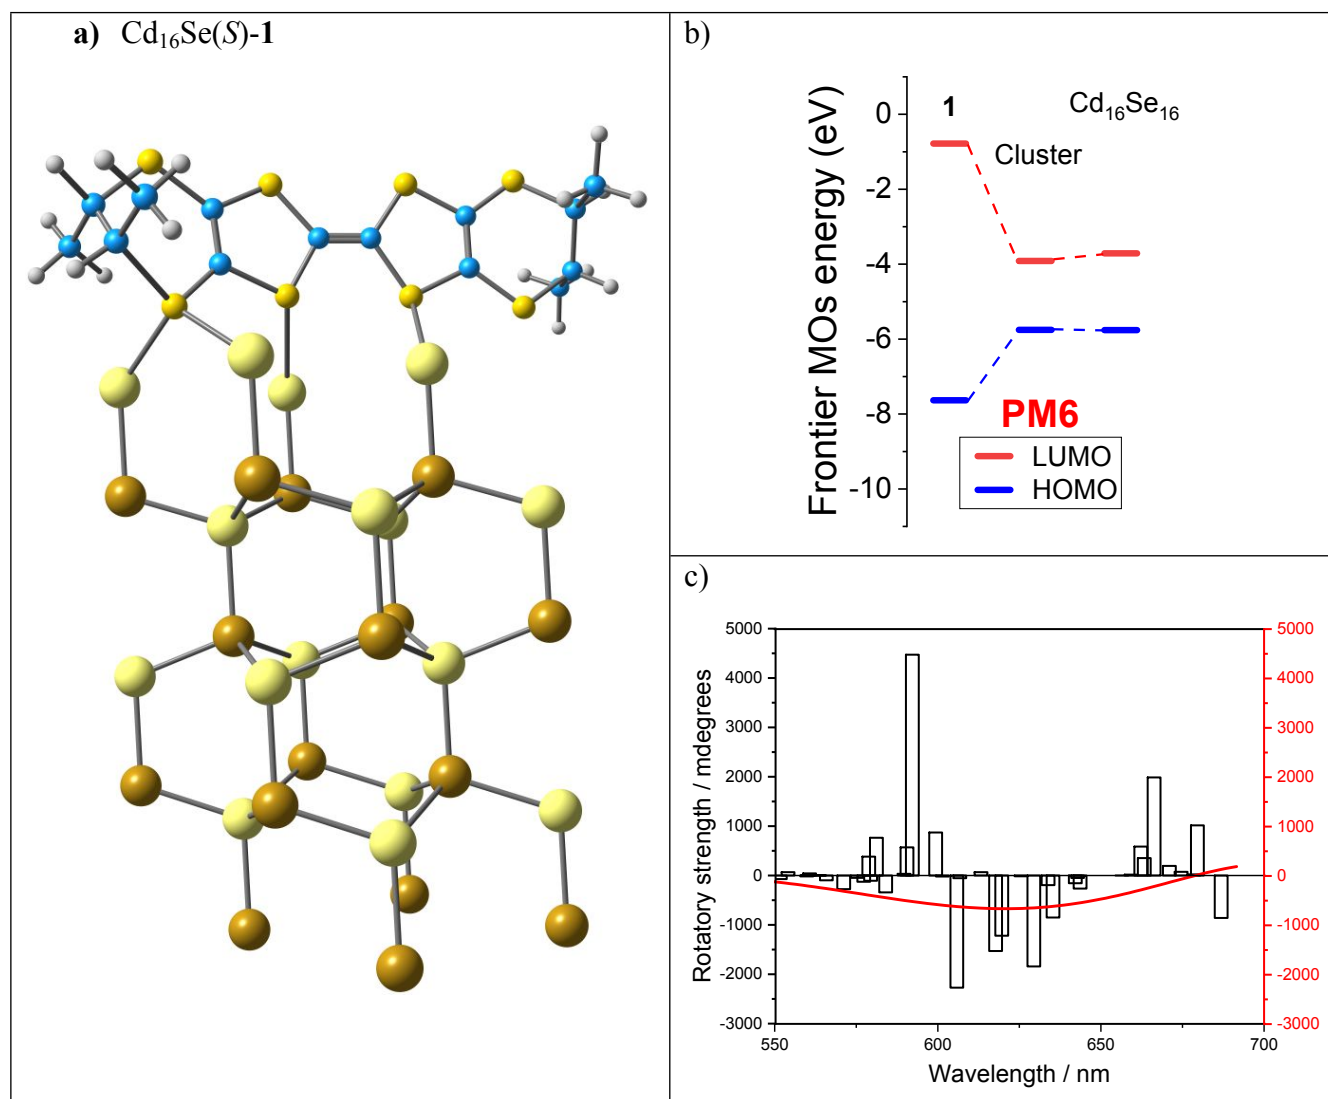 a) Cd₁₆Se(S)-1
b)
Frontier MOs energy (eV)
0
-2
-4
-6
-8
-10
1
Cd₁₆Se₁₆
Cluster
PM6
LUMO
HOMO
c)
Rotatory strength / mdegrees
5000
4000
3000
2000
1000
0
-1000
-2000
-3000
5000
4000
3000
2000
1000
0
-1000
-2000
-3000
550
600
650
700
Wavelength / nm